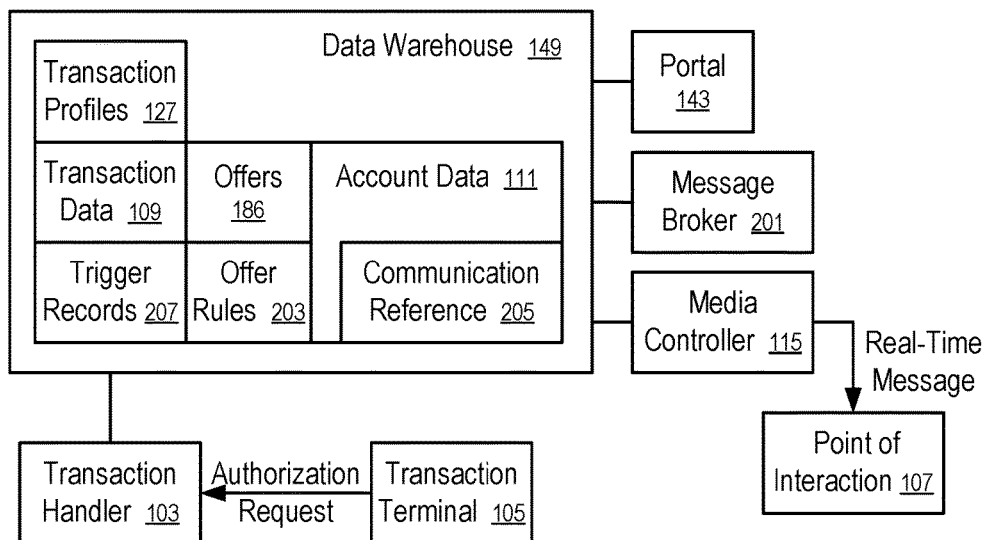 Data Warehouse 149
Transaction
Profiles 127
Transaction
Data 109
Offers
186
Account Data 111
Trigger
Records 207
Offer
Rules 203
Communication
Reference 205
Portal
143
Message
Broker 201
Media
Controller 115
Real-Time
Message
Point of
Interaction 107
Transaction
Handler 103
Authorization
Request
Transaction
Terminal 105